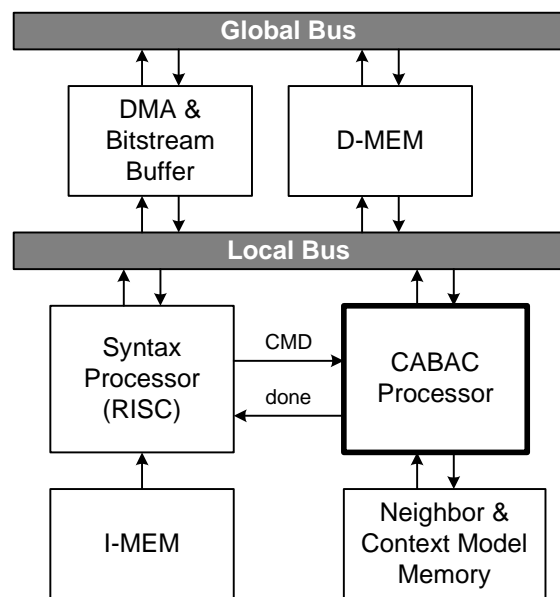 Global Bus
DMA &
Bitstream
Buffer
D-MEM
Local Bus
Syntax
Processor
(RISC)
CMD
done
CABAC
Processor
I-MEM
Neighbor &
Context Model
Memory